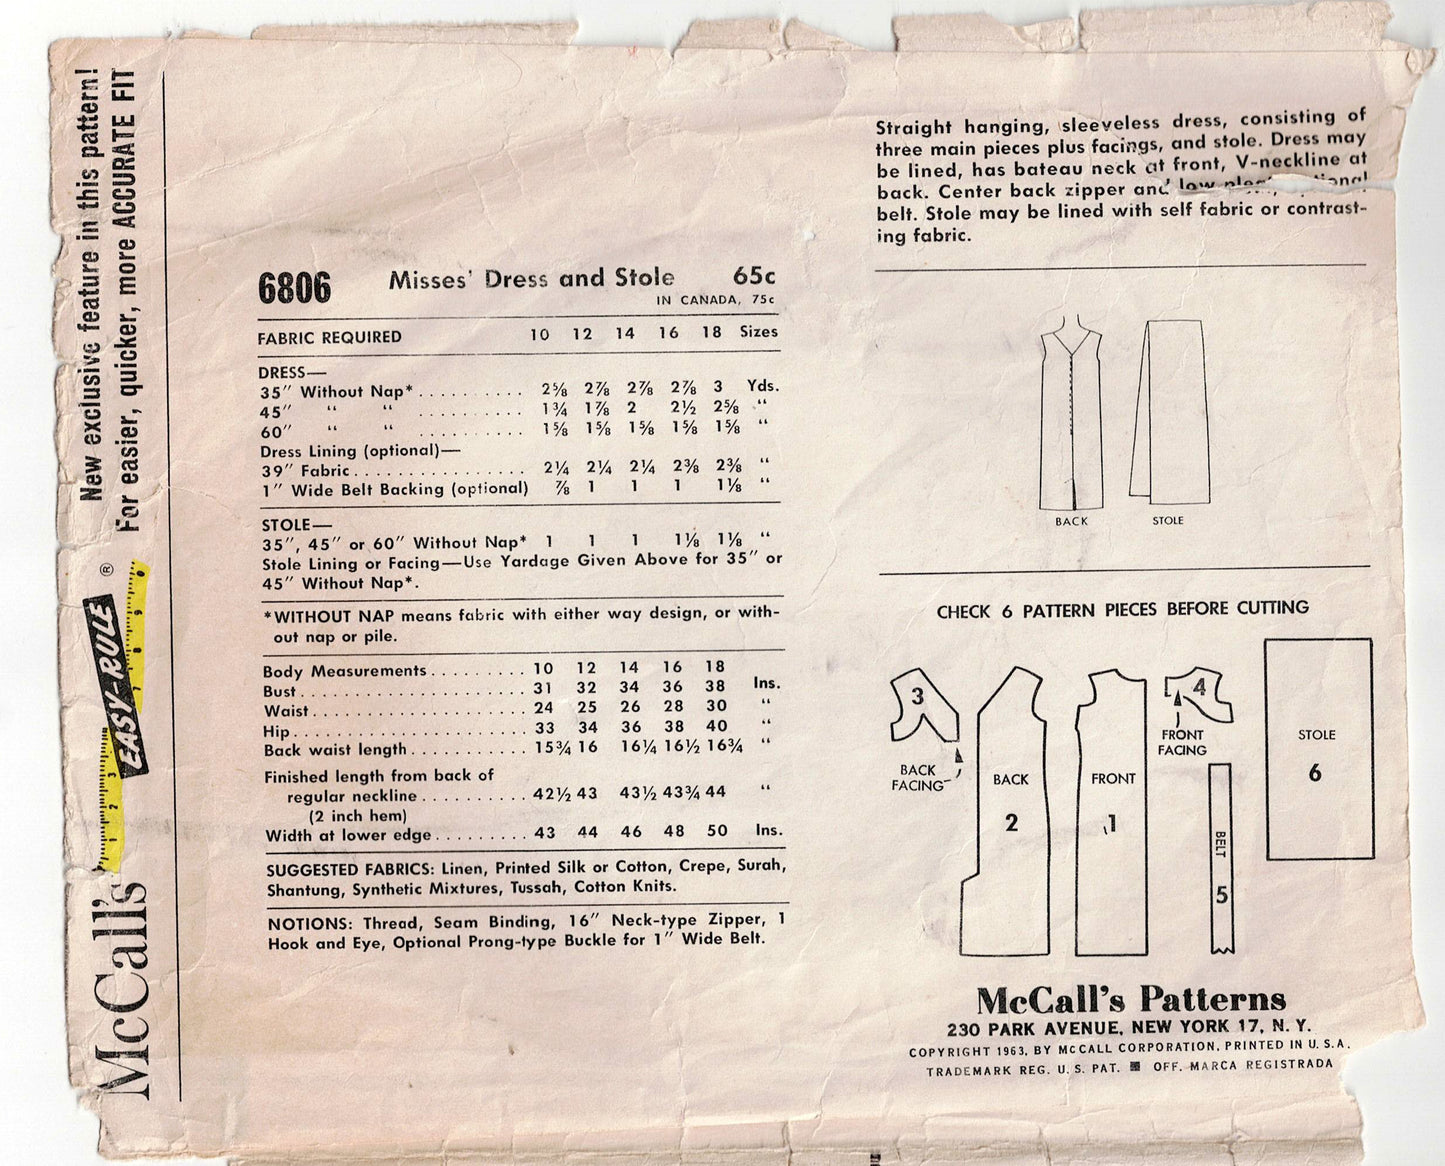 New exclusive feature in this pattern!
For easier, quicker, more ACCURATE FIT
EASY-RULE ®
1 2 3 7 8 9 0
McCall's
6806 Misses' Dress and Stole 65c
IN CANADA, 75c
FABRIC REQUIRED 10 12 14 16 18 Sizes
DRESS—
35″ Without Nap* .......... 2⅝ 2⅞ 2⅞ 2⅞ 3 Yds.
45″ “ “ .......... 1¾ 1⅞ 2 2½ 2⅝ “
60″ “ “ .......... 1⅝ 1⅝ 1⅝ 1⅝ 1⅝ “
Dress Lining (optional)—
39″ Fabric ................ 2¼ 2¼ 2¼ 2⅜ 2⅜ “
1″ Wide Belt Backing (optional) ⅞ 1 1 1 1⅛ “
STOLE—
35″, 45″ or 60″ Without Nap* 1 1 1 1⅛ 1⅛ “
Stole Lining or Facing—Use Yardage Given Above for 35″ or
45″ Without Nap*.
*WITHOUT NAP means fabric with either way design, or with-
out nap or pile.
Body Measurements ......... 10 12 14 16 18
Bust ....................... 31 32 34 36 38 Ins.
Waist ...................... 24 25 26 28 30 “
Hip ........................ 33 34 36 38 40 “
Back waist length ........... 15¾ 16 16¼ 16½ 16¾ “
Finished length from back of
regular neckline .......... 42½ 43 43½ 43¾ 44 “
(2 inch hem)
Width at lower edge ......... 43 44 46 48 50 Ins.
SUGGESTED FABRICS: Linen, Printed Silk or Cotton, Crepe, Surah,
Shantung, Synthetic Mixtures, Tussah, Cotton Knits.
NOTIONS: Thread, Seam Binding, 16″ Neck-type Zipper, 1
Hook and Eye, Optional Prong-type Buckle for 1″ Wide Belt.
Straight hanging, sleeveless dress, consisting of
three main pieces plus facings, and stole. Dress may
be lined, has bateau neck at front, V-neckline at
back. Center back zipper and low
belt. Stole may be lined with self fabric or contrast-
ing fabric.
BACK STOLE
CHECK 6 PATTERN PIECES BEFORE CUTTING
3
BACK
FACING
BACK
2
FRONT
1
4
FRONT
FACING
BELT
5
STOLE
6
McCall's Patterns
230 PARK AVENUE, NEW YORK 17, N. Y.
COPYRIGHT 1963, BY McCALL CORPORATION, PRINTED IN U. S. A.
TRADEMARK REG. U. S. PAT. OFF. MARCA REGISTRADA